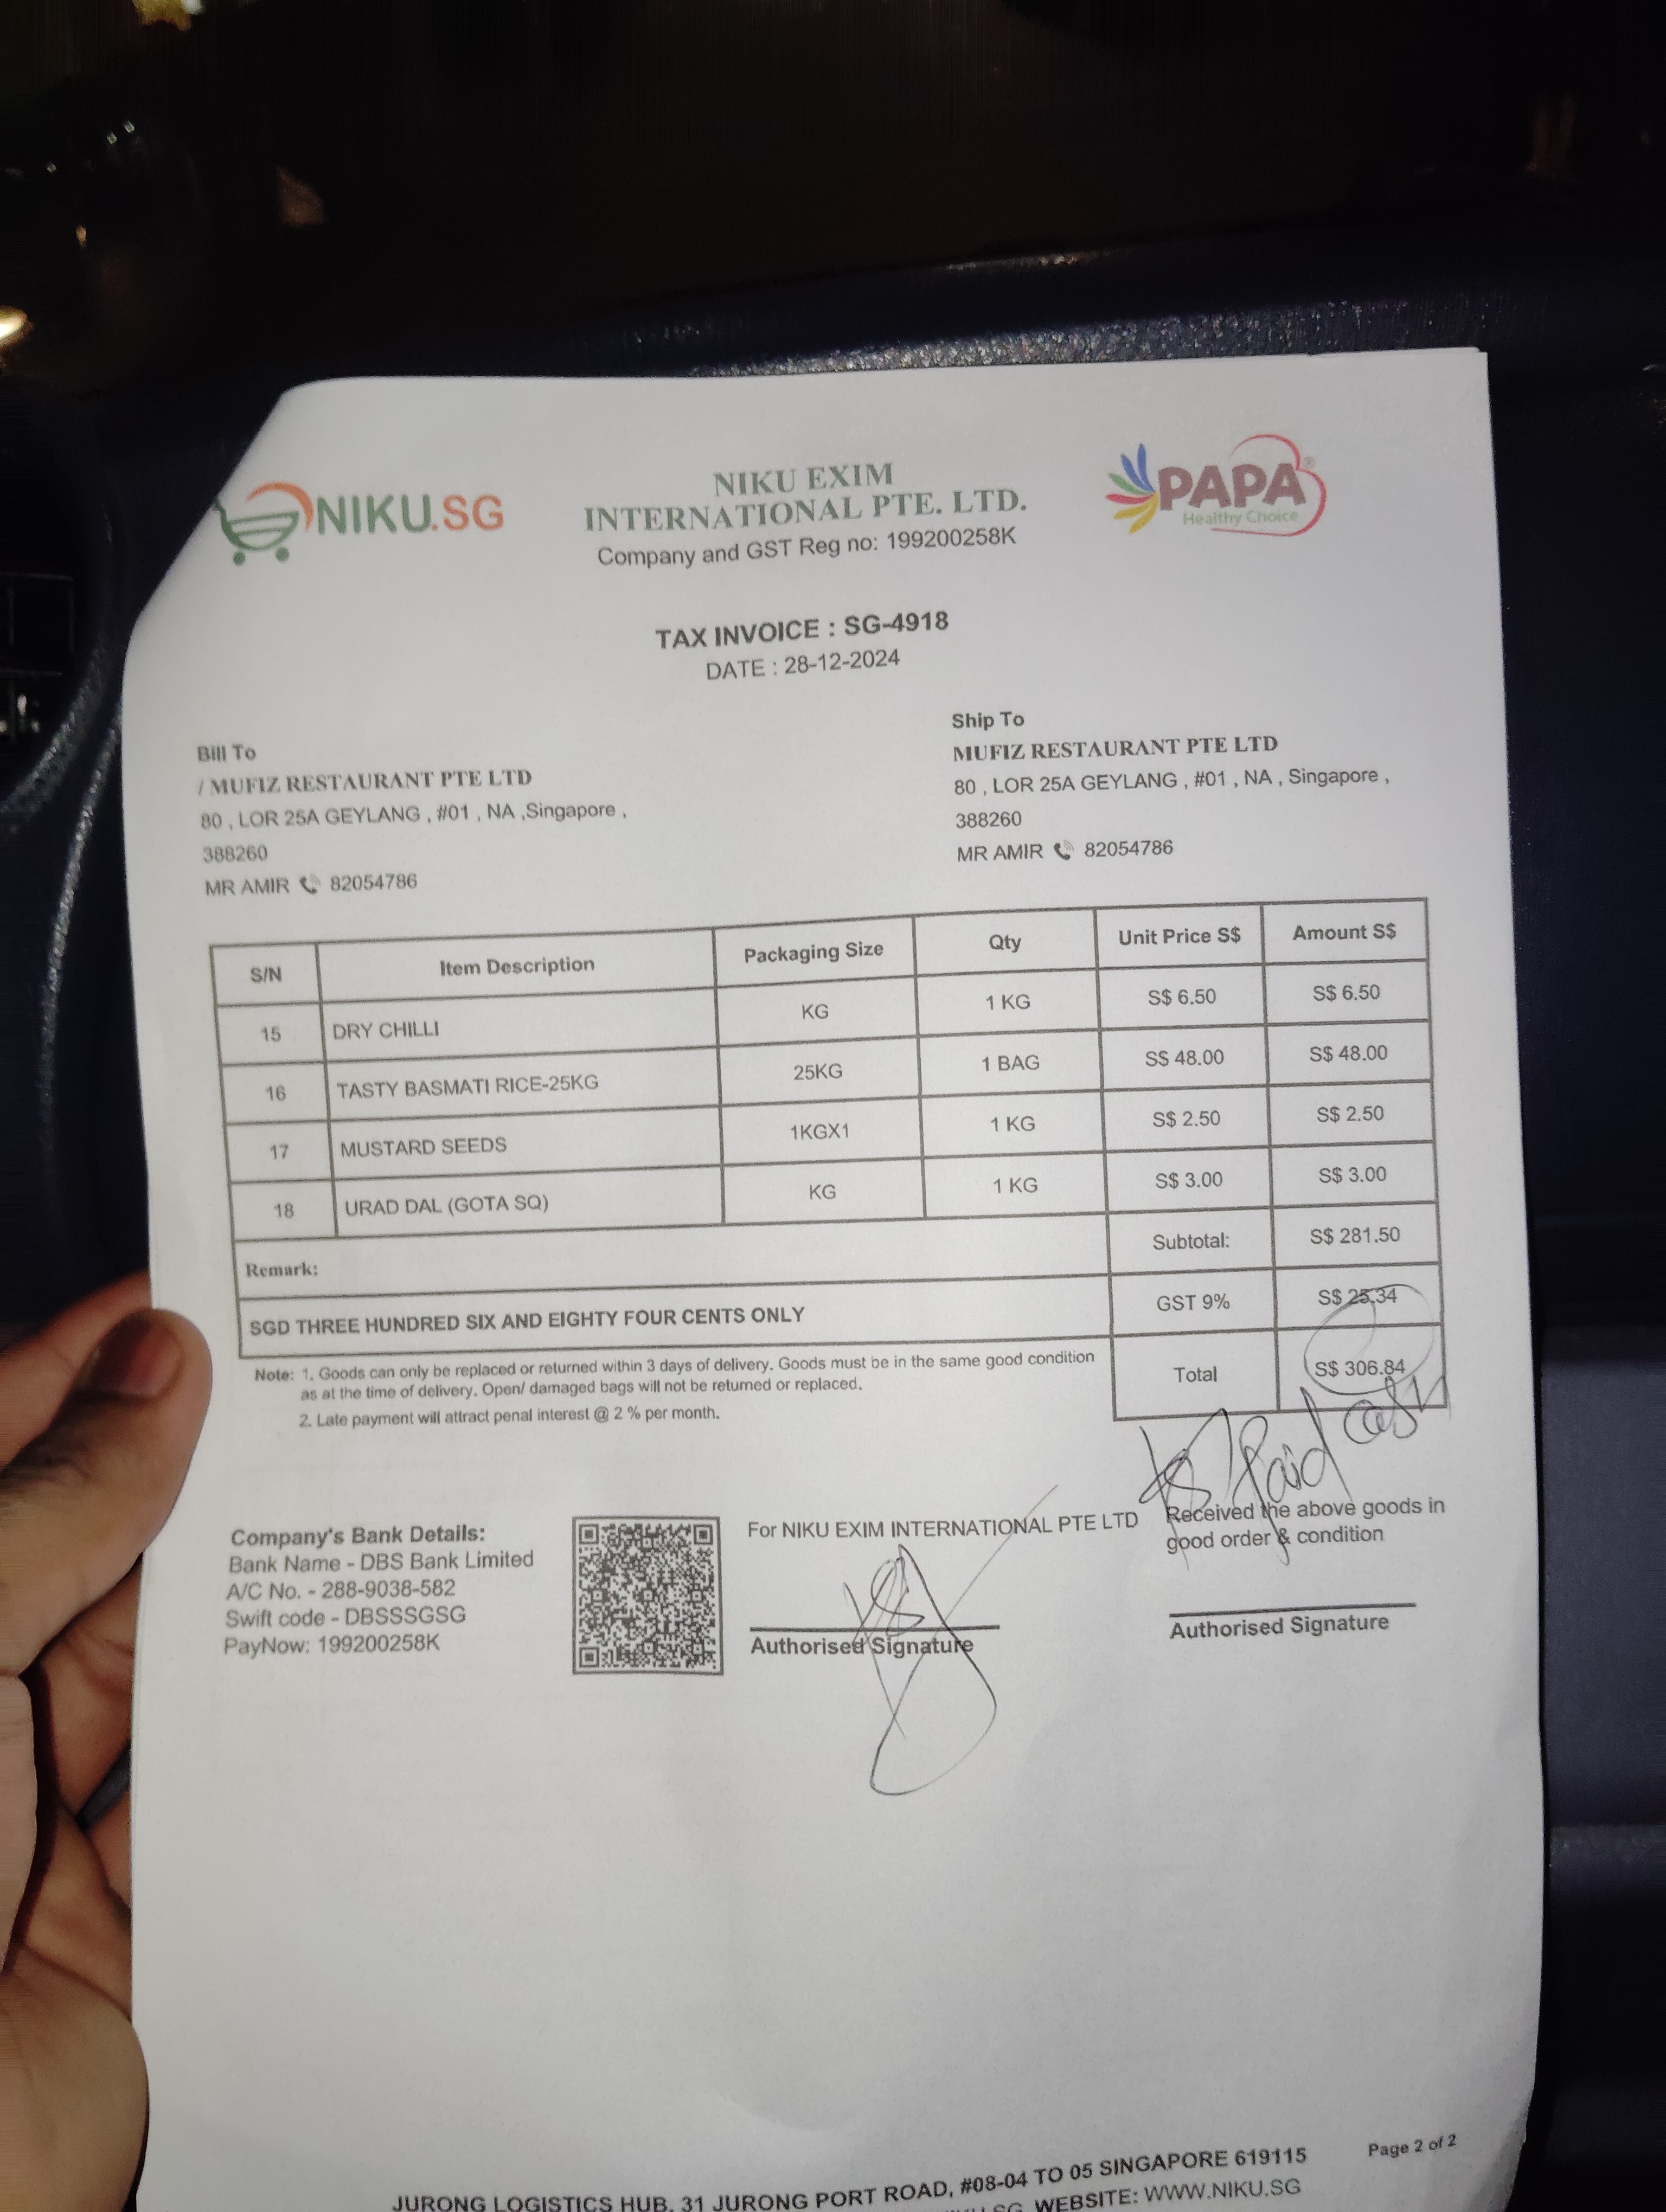 NIKU.SG
NIKU EXIM
INTERNATIONAL PTE. LTD.
Company and GST Reg no: 199200258K
PAPA®
Healthy Choice
TAX INVOICE : SG-4918
DATE : 28-12-2024
Bill To
/ MUFIZ RESTAURANT PTE LTD
80 , LOR 25A GEYLANG , #01 , NA ,Singapore ,
388260
MR AMIR 82054786
Ship To
MUFIZ RESTAURANT PTE LTD
80 , LOR 25A GEYLANG , #01 , NA , Singapore ,
388260
MR AMIR 82054786
S/N Item Description Packaging Size Qty Unit Price S$ Amount S$
15 DRY CHILLI KG 1 KG S$ 6.50 S$ 6.50
16 TASTY BASMATI RICE-25KG 25KG 1 BAG S$ 48.00 S$ 48.00
17 MUSTARD SEEDS 1KGX1 1 KG S$ 2.50 S$ 2.50
18 URAD DAL (GOTA SQ) KG 1 KG S$ 3.00 S$ 3.00
Remark: Subtotal: S$ 281.50
SGD THREE HUNDRED SIX AND EIGHTY FOUR CENTS ONLY GST 9% S$ 25.34
Total S$ 306.84
Note: 1. Goods can only be replaced or returned within 3 days of delivery. Goods must be in the same good condition
as at the time of delivery. Open/ damaged bags will not be returned or replaced.
2. Late payment will attract penal interest @ 2 % per month.
Paid cash
Company's Bank Details:
Bank Name - DBS Bank Limited
A/C No. - 288-9038-582
Swift code - DBSSSGSG
PayNow: 199200258K
For NIKU EXIM INTERNATIONAL PTE LTD
Authorised Signature
Received the above goods in
good order & condition
Authorised Signature
JURONG LOGISTICS HUB, 31 JURONG PORT ROAD, #08-04 TO 05 SINGAPORE 619115
WEBSITE: WWW.NIKU.SG
Page 2 of 2